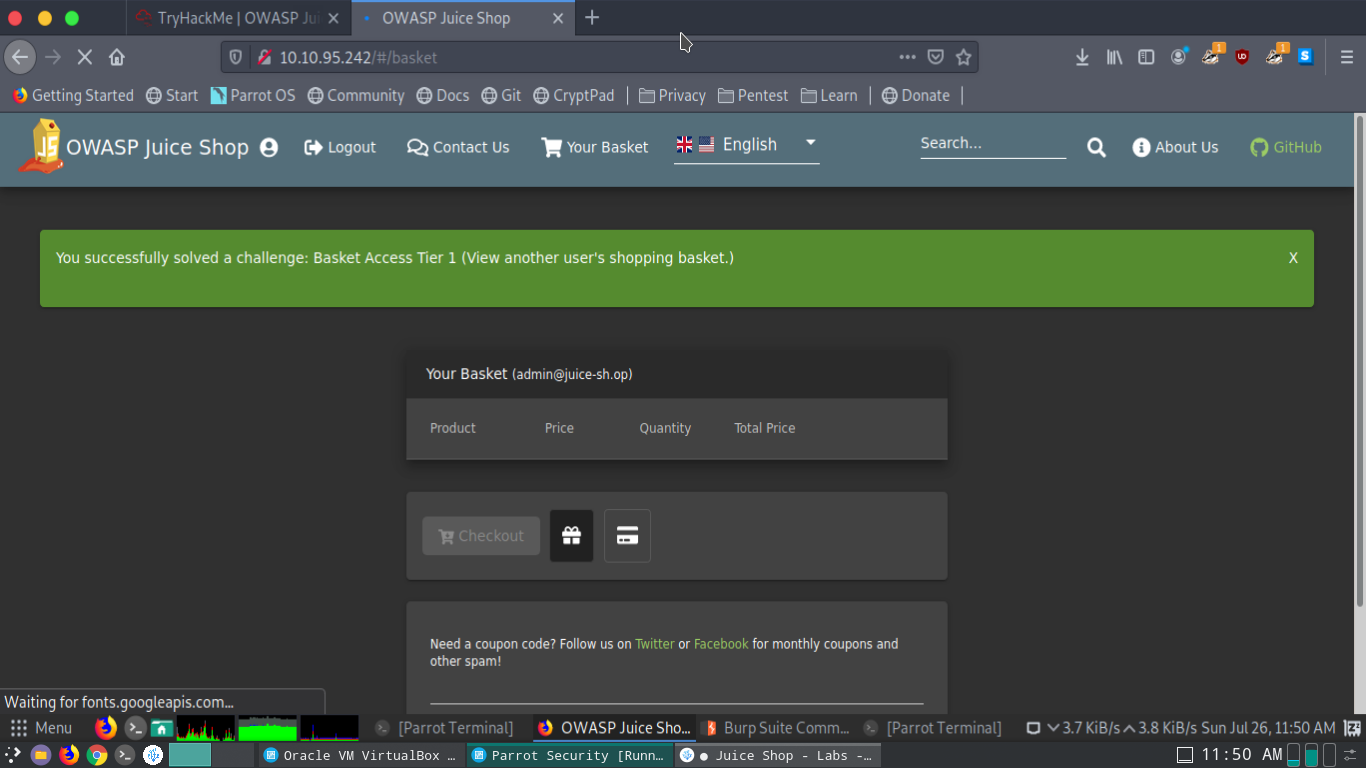 TryHackMe | OWASP Jui
OWASP Juice Shop
10.10.95.242/#/basket
Getting Started
Start
Parrot OS
Community
Docs
Git
CryptPad
Privacy
Pentest
Learn
Donate
OWASP Juice Shop
Logout
Contact Us
Your Basket
English
Search...
About Us
GitHub
You successfully solved a challenge: Basket Access Tier 1 (View another user's shopping basket.)
X
Your Basket (admin@juice-sh.op)
Product Price Quantity Total Price
Checkout
Need a coupon code? Follow us on Twitter or Facebook for monthly coupons and
other spam!
Waiting for fonts.googleapis.com...
Menu
[Parrot Terminal]
OWASP Juice Sho...
Burp Suite Comm...
[Parrot Terminal]
3.7 KiB/s 3.8 KiB/s Sun Jul 26, 11:50 AM
Oracle VM VirtualBox ...
Parrot Security [Runn...
● Juice Shop - Labs -...
11:50 AM